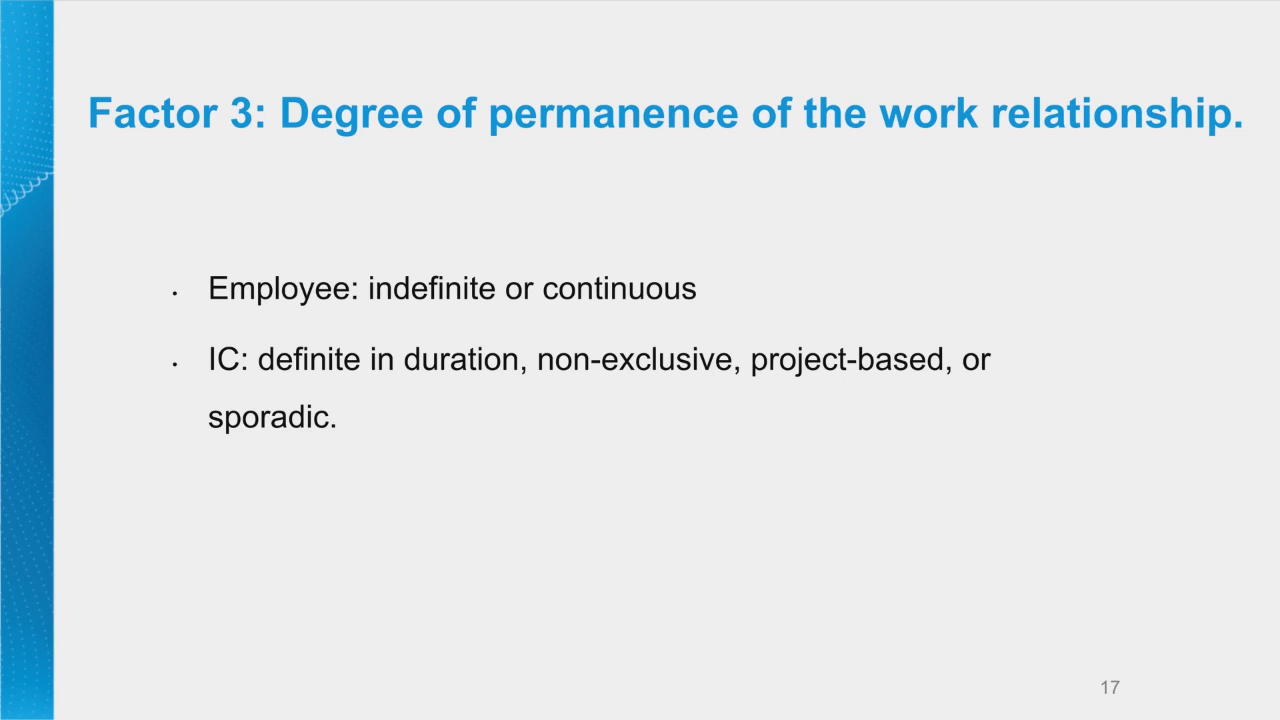 Factor 3: Degree of permanence of the work relationship.
• Employee: indefinite or continuous
• IC: definite in duration, non-exclusive, project-based, or
sporadic.
17